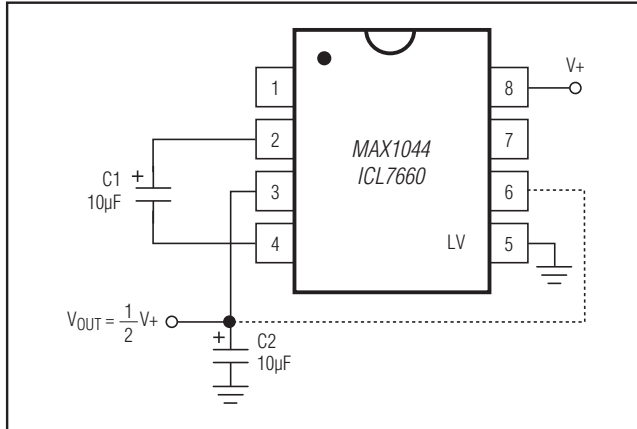 1
2
3
4
8
7
6
5
LV
MAX1044
ICL7660
V+
C1
+
10µF
VOUT = 1/2 V+
+
C2
10µF